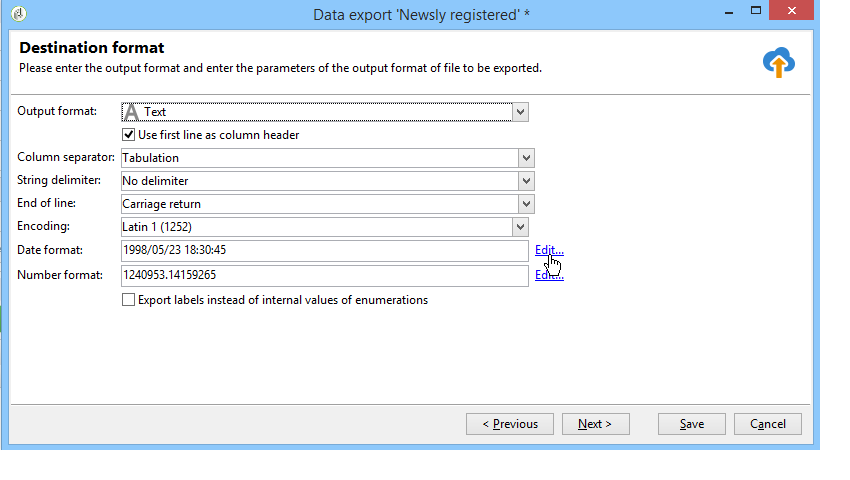 Data export 'Newsly registered' *
Destination format
Please enter the output format and enter the parameters of the output format of file to be exported.
Output format: Text
Use first line as column header
Column separator: Tabulation
String delimiter: No delimiter
End of line: Carriage return
Encoding: Latin 1 (1252)
Date format: 1998/05/23 18:30:45 Edit...
Number format: 1240953.14159265 Edit...
Export labels instead of internal values of enumerations
< Previous Next > Save Cancel